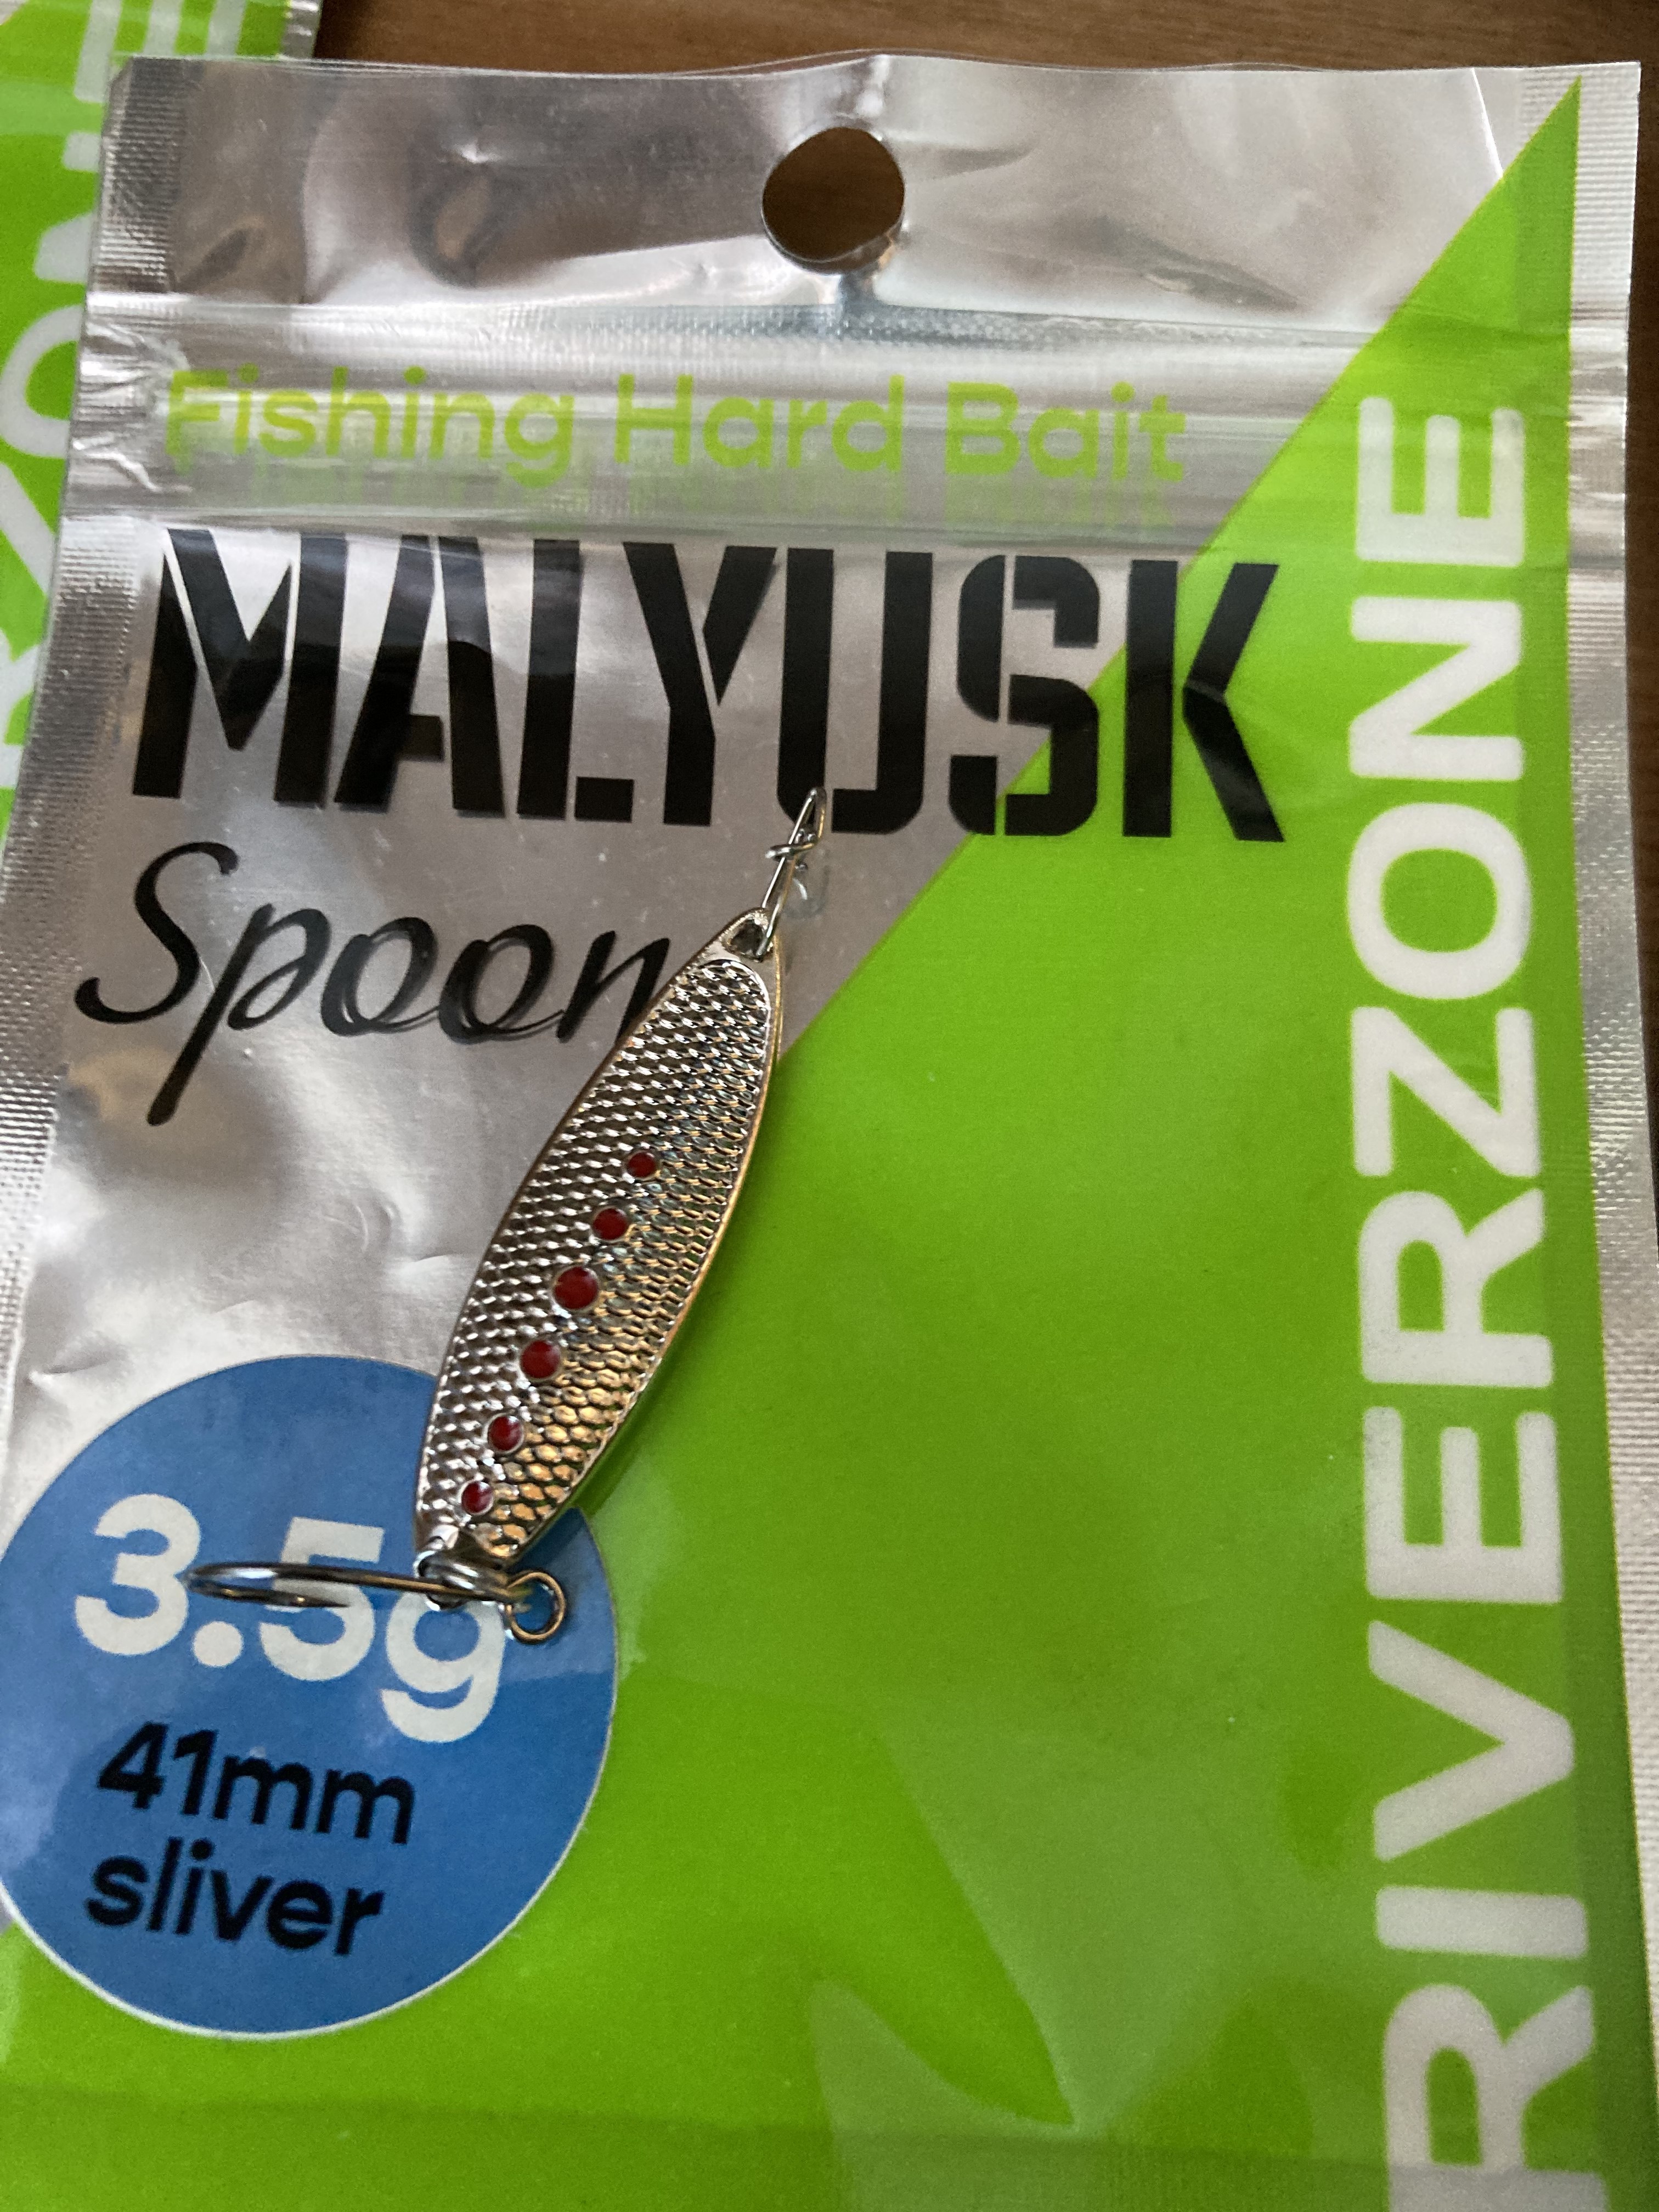 Fishing Hard Bait
MALYUSK
Spoon
3.5g
41mm
sliver
RIVERZONE